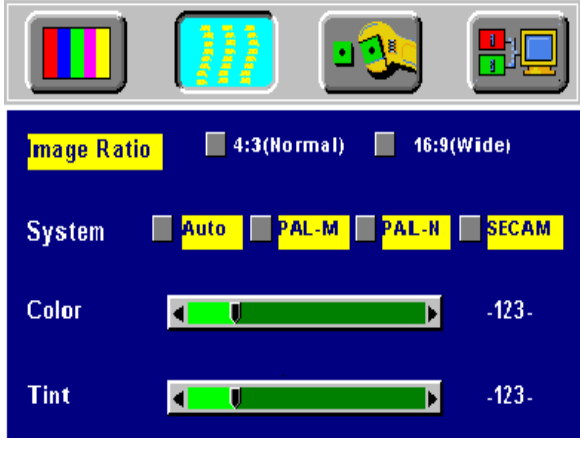 Image Ratio 4:3(Normal) 16:9(Wide)
System Auto PAL-M PAL-N SECAM
Color -123-
Tint -123-